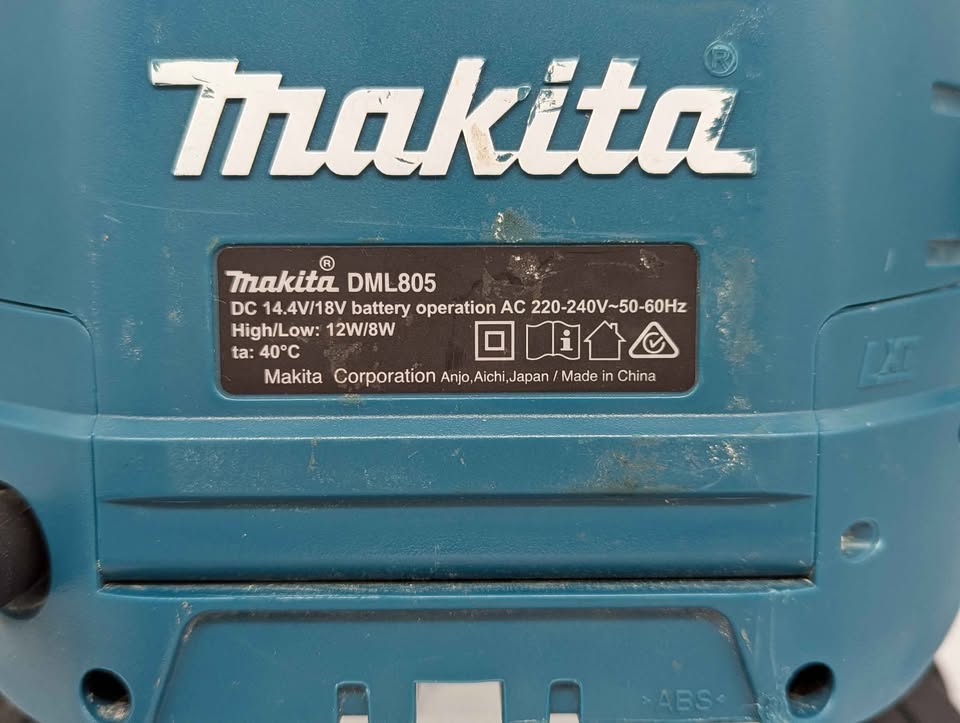 makita®
makita® DML805
DC 14.4V/18V battery operation AC 220-240V~50-60Hz
High/Low: 12W/8W
ta: 40°C
Makita Corporation Anjo,Aichi,Japan / Made in China
LXT
>ABS<